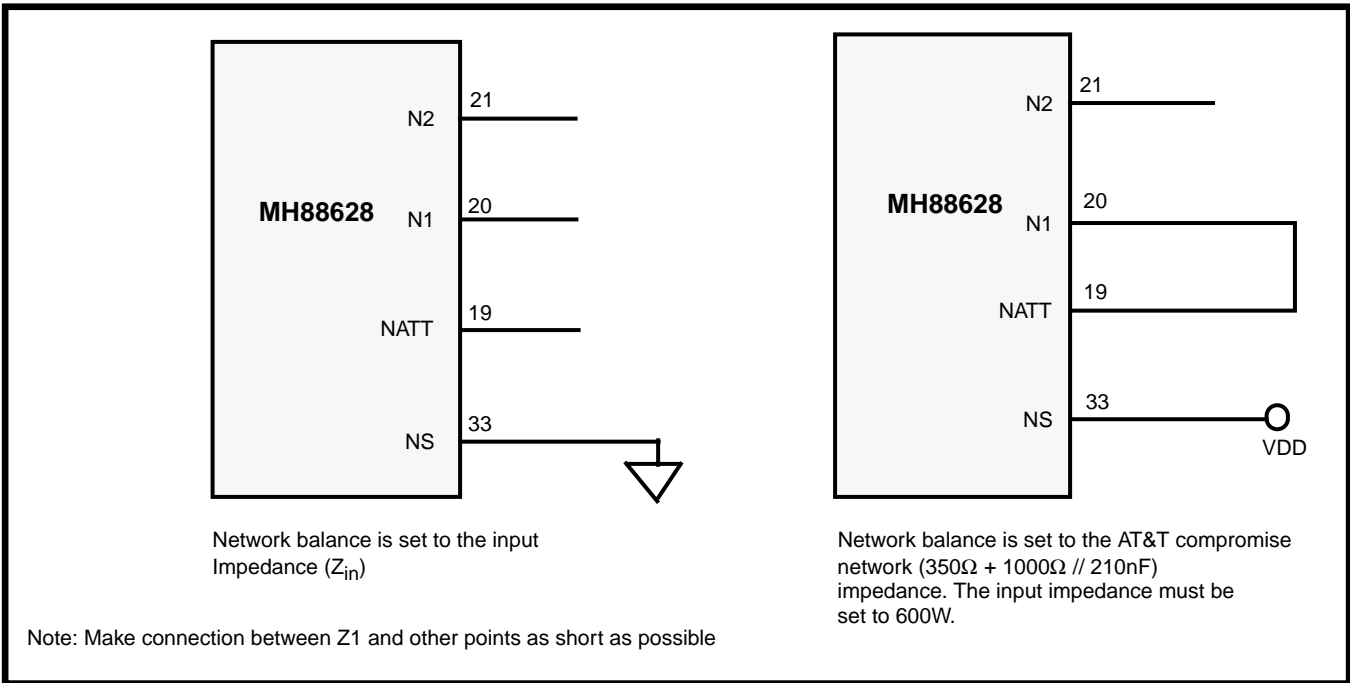 N2 21
MH88628
N1 20
NATT 19
NS 33
Network balance is set to the input
Impedance (Zin)
N2 21
MH88628
N1 20
NATT 19
NS 33
VDD
Network balance is set to the AT&T compromise
network (350Ω + 1000Ω // 210nF)
impedance. The input impedance must be
set to 600W.
Note: Make connection between Z1 and other points as short as possible